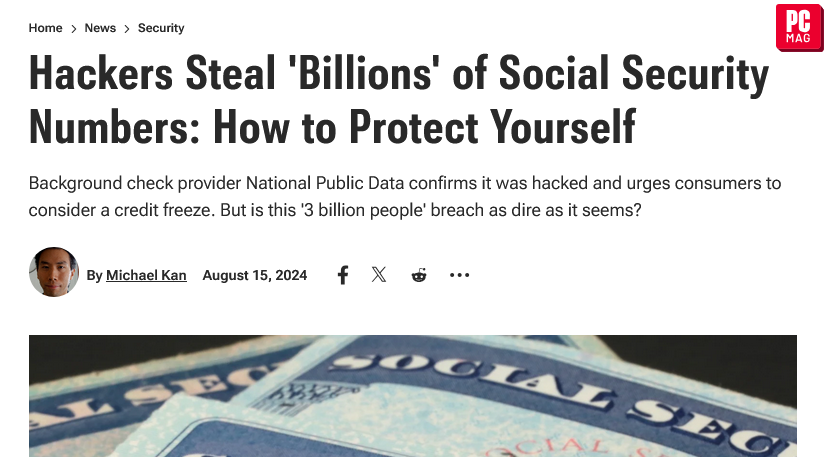 Home > News > Security
PC
MAG
Hackers Steal 'Billions' of Social Security
Numbers: How to Protect Yourself
Background check provider National Public Data confirms it was hacked and urges consumers to
consider a credit freeze. But is this '3 billion people' breach as dire as it seems?
By Michael Kan August 15, 2024
SOCIAL SEC
AL SEC
SOCIAL